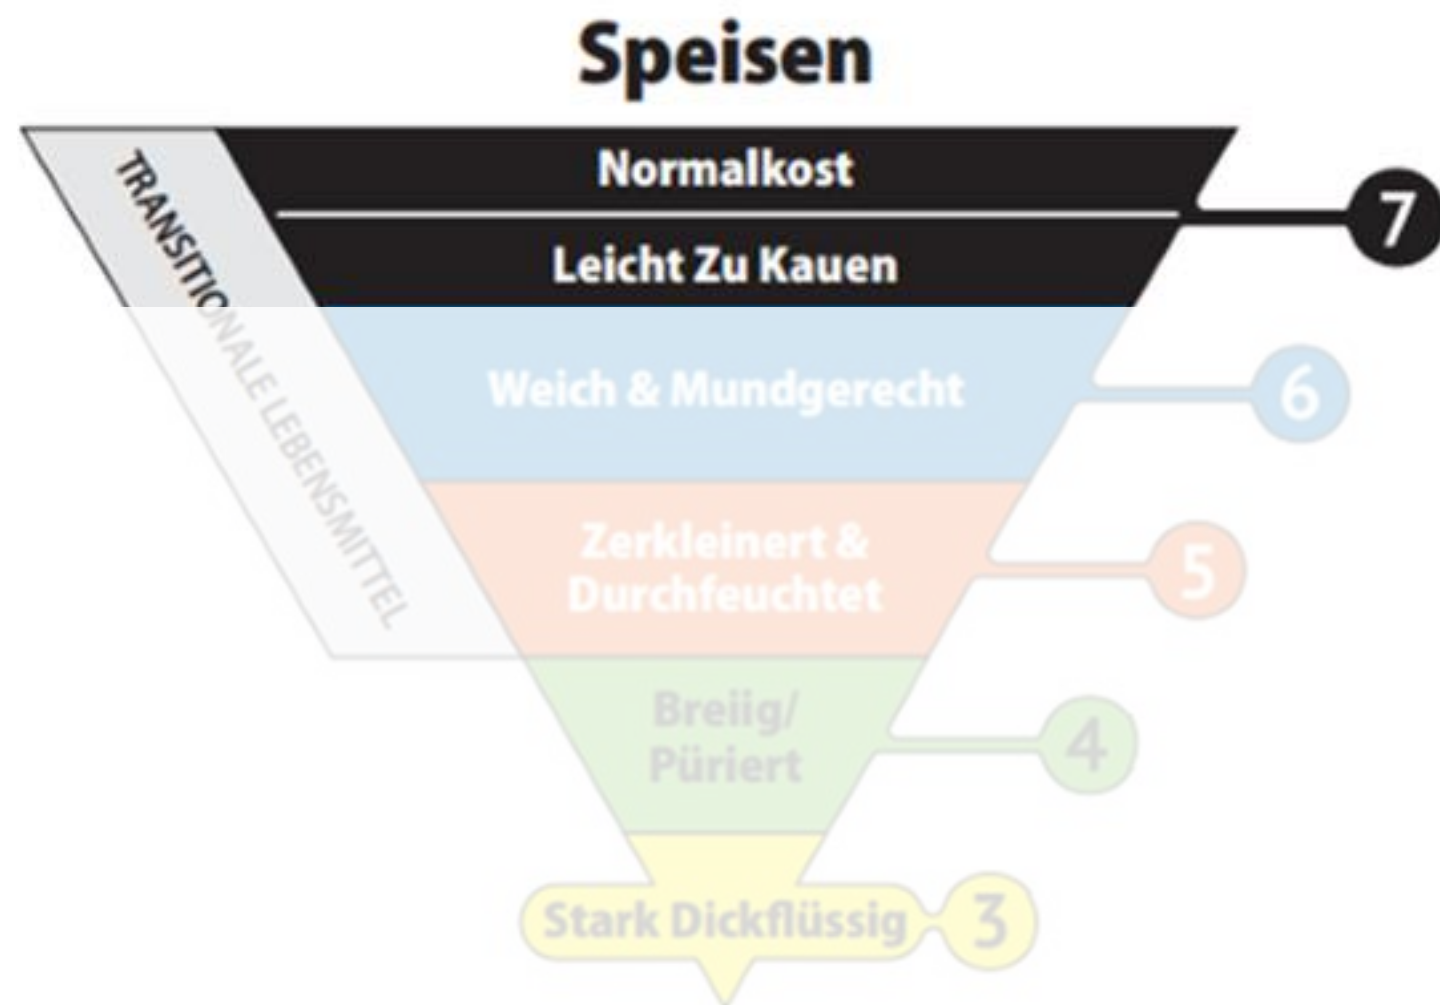 Speisen
TRANSITIONALE LEBENSMITTEL
Normalkost
7
Leicht Zu Kauen
Weich & Mundgerecht
6
Zerkleinert &
Durchfeuchtet
5
Breiig/
Püriert
4
Stark Dickflüssig
3